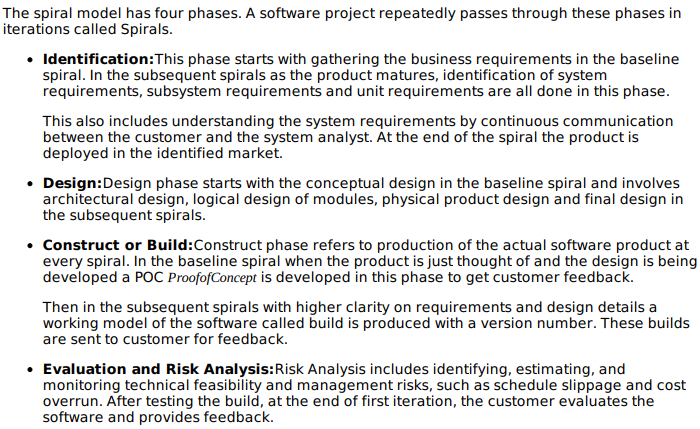 The spiral model has four phases. A software project repeatedly passes through these phases in
iterations called Spirals.
• Identification:This phase starts with gathering the business requirements in the baseline
spiral. In the subsequent spirals as the product matures, identification of system
requirements, subsystem requirements and unit requirements are all done in this phase.
This also includes understanding the system requirements by continuous communication
between the customer and the system analyst. At the end of the spiral the product is
deployed in the identified market.
• Design:Design phase starts with the conceptual design in the baseline spiral and involves
architectural design, logical design of modules, physical product design and final design in
the subsequent spirals.
• Construct or Build:Construct phase refers to production of the actual software product at
every spiral. In the baseline spiral when the product is just thought of and the design is being
developed a POC ProofofConcept is developed in this phase to get customer feedback.
Then in the subsequent spirals with higher clarity on requirements and design details a
working model of the software called build is produced with a version number. These builds
are sent to customer for feedback.
• Evaluation and Risk Analysis:Risk Analysis includes identifying, estimating, and
monitoring technical feasibility and management risks, such as schedule slippage and cost
overrun. After testing the build, at the end of first iteration, the customer evaluates the
software and provides feedback.